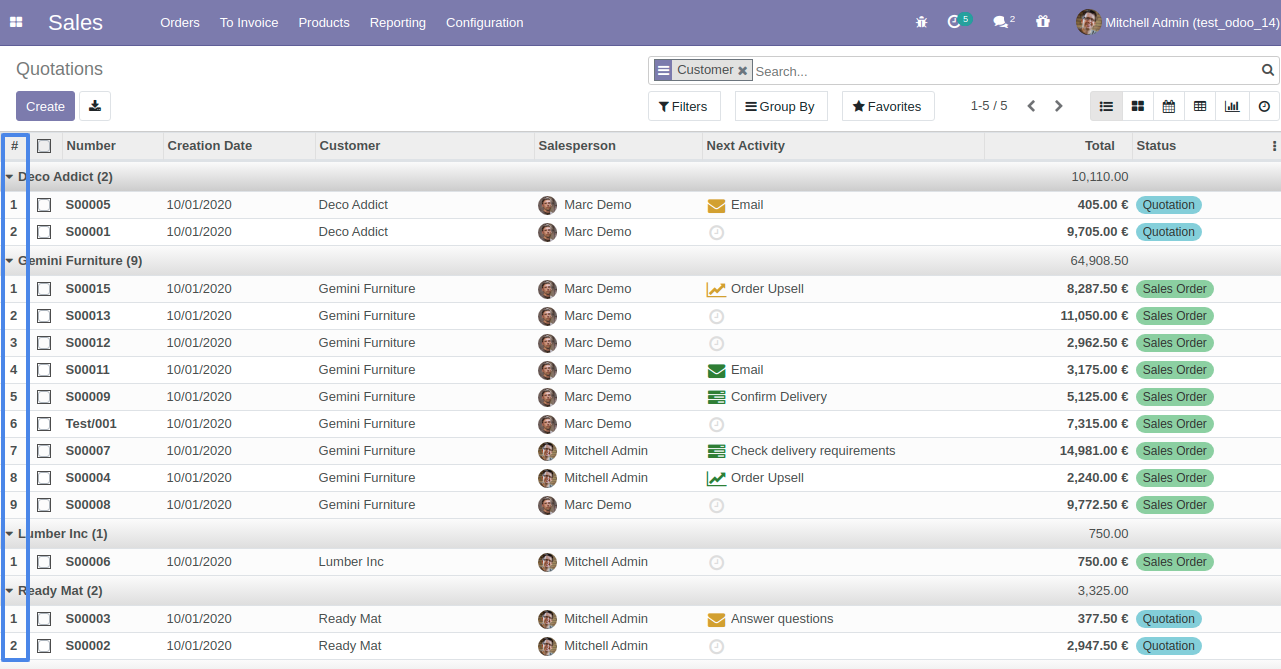 Sales Orders To Invoice Products Reporting Configuration 5 2 Mitchell Admin (test_odoo_14)
Quotations Customer Search...
Create Filters Group By Favorites 1-5 / 5
# Number Creation Date Customer Salesperson Next Activity Total Status
Deco Addict (2) 10,110.00
1 S00005 10/01/2020 Deco Addict Marc Demo Email 405.00 € Quotation
2 S00001 10/01/2020 Deco Addict Marc Demo 9,705.00 € Quotation
Gemini Furniture (9) 64,908.50
1 S00015 10/01/2020 Gemini Furniture Marc Demo Order Upsell 8,287.50 € Sales Order
2 S00013 10/01/2020 Gemini Furniture Marc Demo 11,050.00 € Sales Order
3 S00012 10/01/2020 Gemini Furniture Marc Demo 2,962.50 € Sales Order
4 S00011 10/01/2020 Gemini Furniture Marc Demo Email 3,175.00 € Sales Order
5 S00009 10/01/2020 Gemini Furniture Marc Demo Confirm Delivery 5,125.00 € Sales Order
6 Test/001 10/01/2020 Gemini Furniture Marc Demo 7,315.00 € Sales Order
7 S00007 10/01/2020 Gemini Furniture Mitchell Admin Check delivery requirements 14,981.00 € Sales Order
8 S00004 10/01/2020 Gemini Furniture Mitchell Admin Order Upsell 2,240.00 € Sales Order
9 S00008 10/01/2020 Gemini Furniture Marc Demo 9,772.50 € Sales Order
Lumber Inc (1) 750.00
1 S00006 10/01/2020 Lumber Inc Mitchell Admin 750.00 € Sales Order
Ready Mat (2) 3,325.00
1 S00003 10/01/2020 Ready Mat Mitchell Admin Answer questions 377.50 € Quotation
2 S00002 10/01/2020 Ready Mat Mitchell Admin 2,947.50 € Quotation